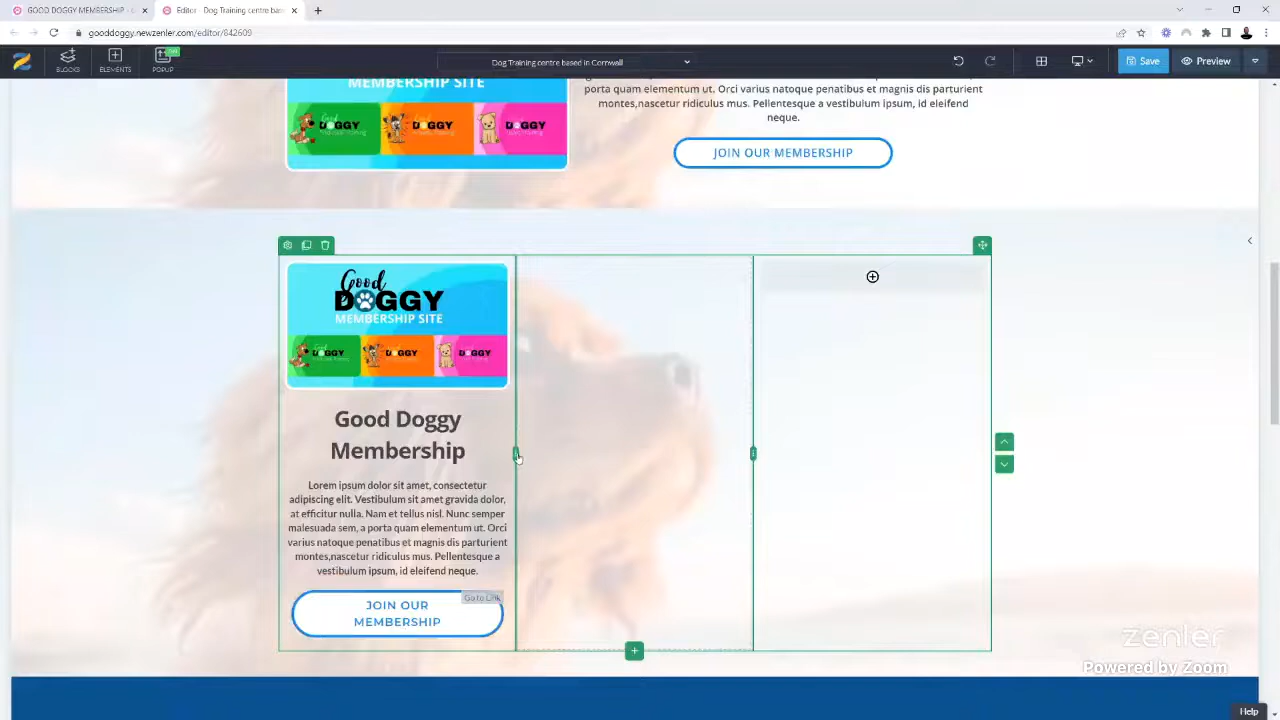 GOOD DOGGY MEMBERSHIP -
Editor - Dog Training centre bas
gooddoggy.newzenler.com/editor/842609
BLOCKS
ELEMENTS
POPUP
Dog Training centre based in Cornwall
Save
Preview
MEMBERSHIP SITE
DOGGY
DOGGY
DOGGY
porta quam elementum ut. Orci varius natoque penatibus et magnis dis parturient
montes,nascetur ridiculus mus. Pellentesque a vestibulum ipsum, id eleifend
neque.
JOIN OUR MEMBERSHIP
Good
DOGGY
MEMBERSHIP SITE
DOGGY
DOGGY
DOGGY
Good Doggy
Membership
Lorem ipsum dolor sit amet, consectetur
adipiscing elit. Vestibulum sit amet gravida dolor,
at efficitur nulla. Nam et tellus nisl. Nunc semper
malesuada sem, a porta quam elementum ut. Orci
varius natoque penatibus et magnis dis parturient
montes,nascetur ridiculus mus. Pellentesque a
vestibulum ipsum, id eleifend neque.
Go to Link
JOIN OUR
MEMBERSHIP
zenler
Powered by Zoom
Help